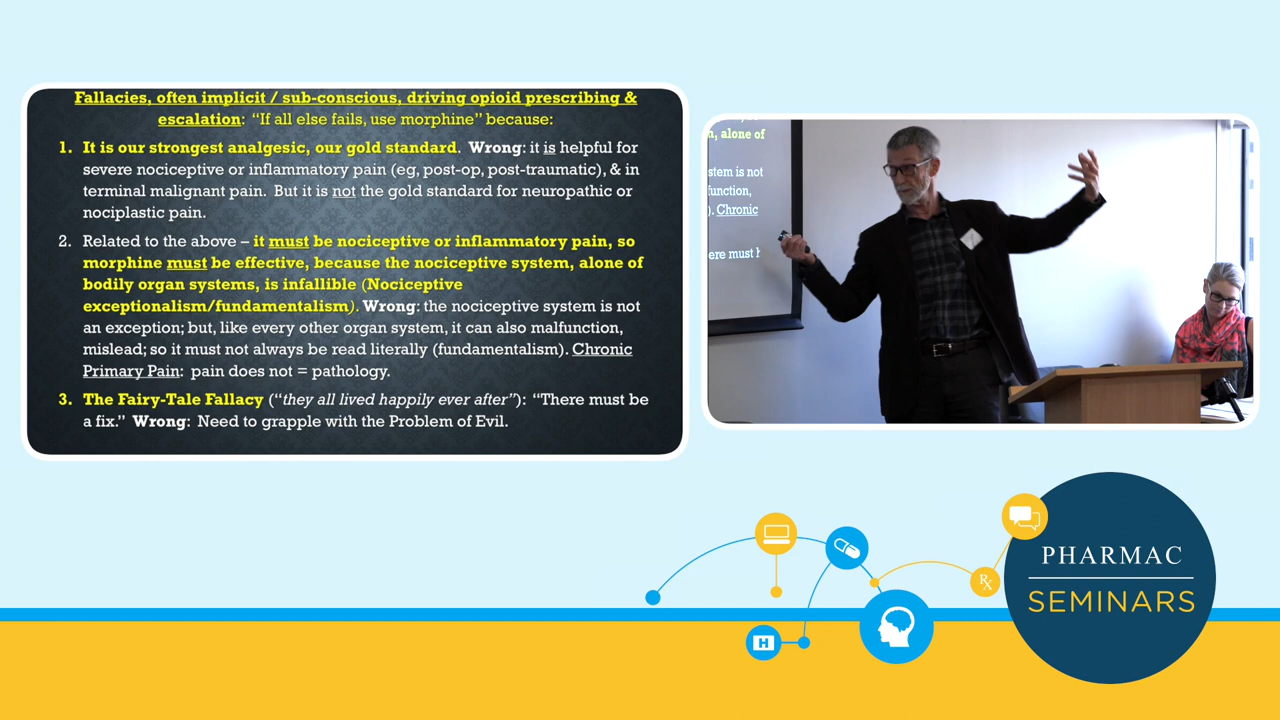 Fallacies, often implicit / sub-conscious, driving opioid prescribing &
escalation: “If all else fails, use morphine” because:
1. It is our strongest analgesic, our gold standard. Wrong: it is helpful for
severe nociceptive or inflammatory pain (eg, post-op, post-traumatic), & in
terminal malignant pain. But it is not the gold standard for neuropathic or
nociplastic pain.
2. Related to the above – it must be nociceptive or inflammatory pain, so
morphine must be effective, because the nociceptive system, alone of
bodily organ systems, is infallible (Nociceptive
exceptionalism/fundamentalism). Wrong: the nociceptive system is not
an exception; but, like every other organ system, it can also malfunction,
mislead; so it must not always be read literally (fundamentalism). Chronic
Primary Pain: pain does not = pathology.
3. The Fairy-Tale Fallacy (“they all lived happily ever after”): “There must be
a fix.” Wrong: Need to grapple with the Problem of Evil.
alone of
stem is not
function,
). Chronic
ere must
H
Rx
PHARMAC
SEMINARS